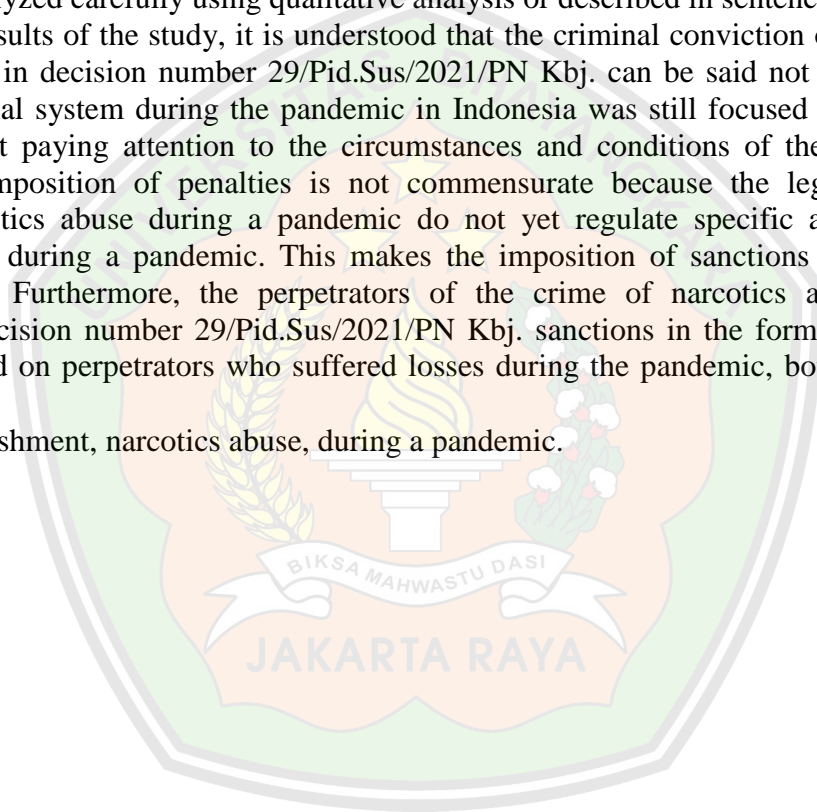 lyzed carefully using qualitative analysis or described in sentence
sults of the study, it is understood that the criminal conviction
in decision number 29/Pid.Sus/2021/PN Kbj. can be said not
al system during the pandemic in Indonesia was still focused
t paying attention to the circumstances and conditions of the
mposition of penalties is not commensurate because the leg
tics abuse during a pandemic do not yet regulate specific a
during a pandemic. This makes the imposition of sanctions
Furthermore, the perpetrators of the crime of narcotics a
cision number 29/Pid.Sus/2021/PN Kbj. sanctions in the form
d on perpetrators who suffered losses during the pandemic, bo
shment, narcotics abuse, during a pandemic.
UNIVERSITAS BHAYANGKARA
BIKSA MAHWASTU DASI
JAKARTA RAYA